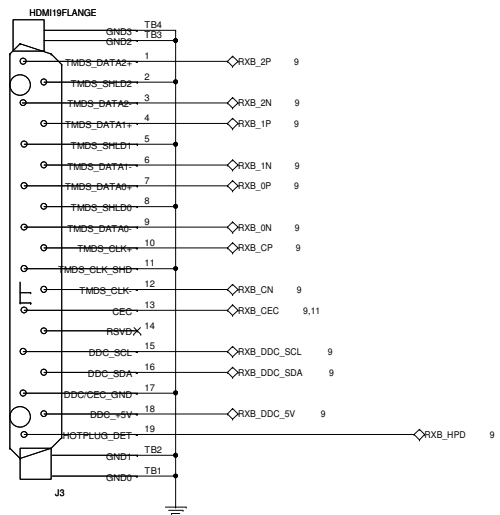 HDMI19FLANGE
GND3 TB4
GND2 TB3
TMDS_DATA2+ 1 RXB_2P 9
TMDS_SHLD2 2
TMDS_DATA2- 3 RXB_2N 9
TMDS_DATA1+ 4 RXB_1P 9
TMDS_SHLD1 5
TMDS_DATA1- 6 RXB_1N 9
TMDS_DATA0+ 7 RXB_0P 9
TMDS_SHLD0 8
TMDS_DATA0- 9 RXB_0N 9
TMDS_CLK+ 10 RXB_CP 9
TMDS_CLK_SHD 11
TMDS_CLK- 12 RXB_CN 9
CEC 13 RXB_CEC 9,11
RSVD 14
DDC_SCL 15 RXB_DDC_SCL 9
DDC_SDA 16 RXB_DDC_SDA 9
DDC/CEC_GND 17
DDC_+5V 18 RXB_DDC_5V 9
HOTPLUG_DET 19 RXB_HPD 9
GND1 TB2
GND0 TB1
J3